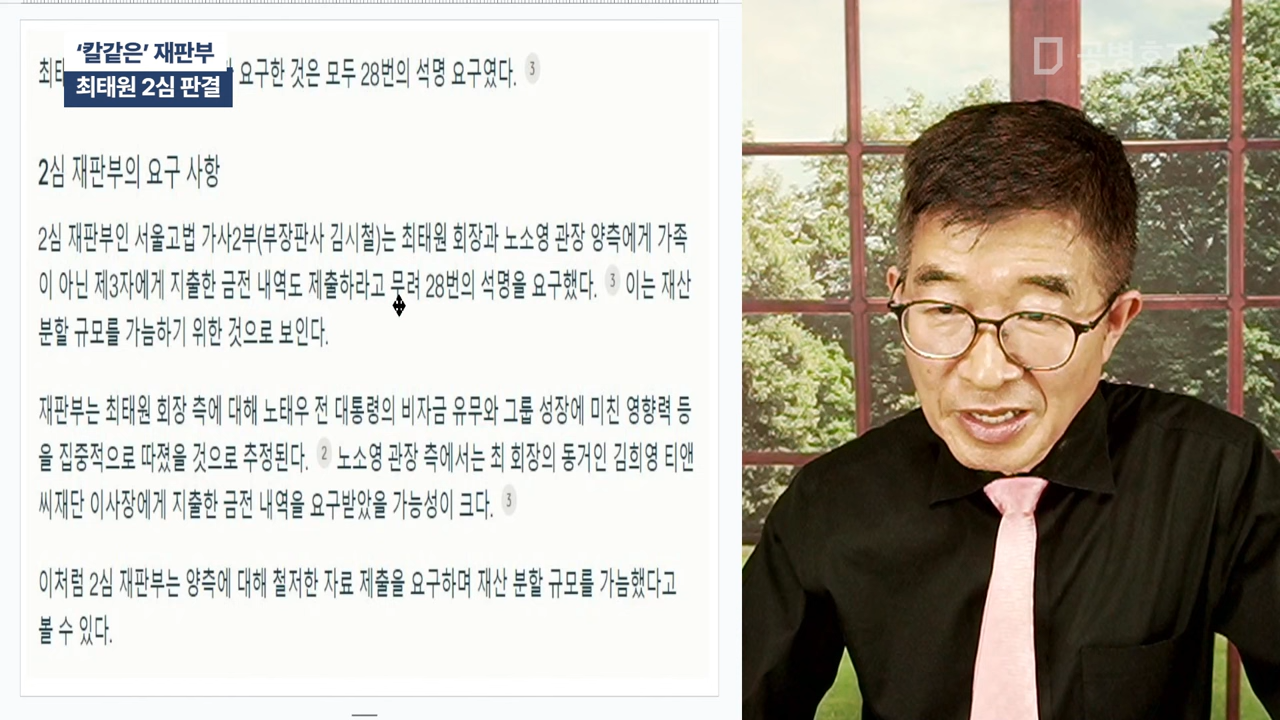 ‘칼같은’ 재판부
최태원 2심 판결
최태 요구한 것은 모두 28번의 석명 요구였다. 3
2심 재판부의 요구 사항
2심 재판부인 서울고법 가사2부(부장판사 김시철)는 최태원 회장과 노소영 관장 양측에게 가족
이 아닌 제3자에게 지출한 금전 내역도 제출하라고 무려 28번의 석명을 요구했다. 3 이는 재산
분할 규모를 가늠하기 위한 것으로 보인다.
재판부는 최태원 회장 측에 대해 노태우 전 대통령의 비자금 유무와 그룹 성장에 미친 영향력 등
을 집중적으로 따졌을 것으로 추정된다. 2 노소영 관장 측에서는 최 회장의 동거인 김희영 티앤
씨재단 이사장에게 지출한 금전 내역을 요구받았을 가능성이 크다. 3
이처럼 2심 재판부는 양측에 대해 철저한 자료 제출을 요구하며 재산 분할 규모를 가늠했다고
볼 수 있다.
공병호TV